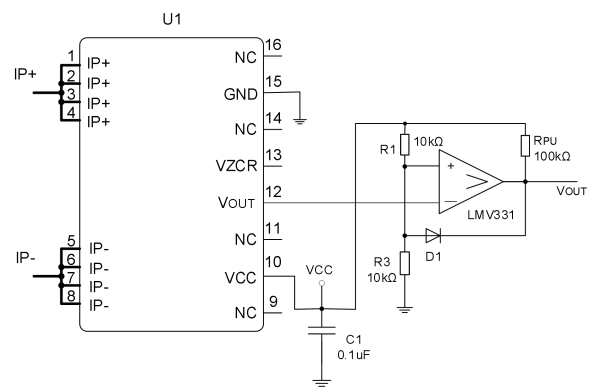 U1
1 IP+
2 IP+
3 IP+
4 IP+
IP+
5 IP-
6 IP-
7 IP-
8 IP-
IP-
NC 16
GND 15
NC 14
VZCR 13
VOUT 12
NC 11
VCC 10
NC 9
VCC
C1
0.1uF
R1 10kΩ
RPU
100kΩ
+
−
LMV331
VOUT
D1
R3
10kΩ